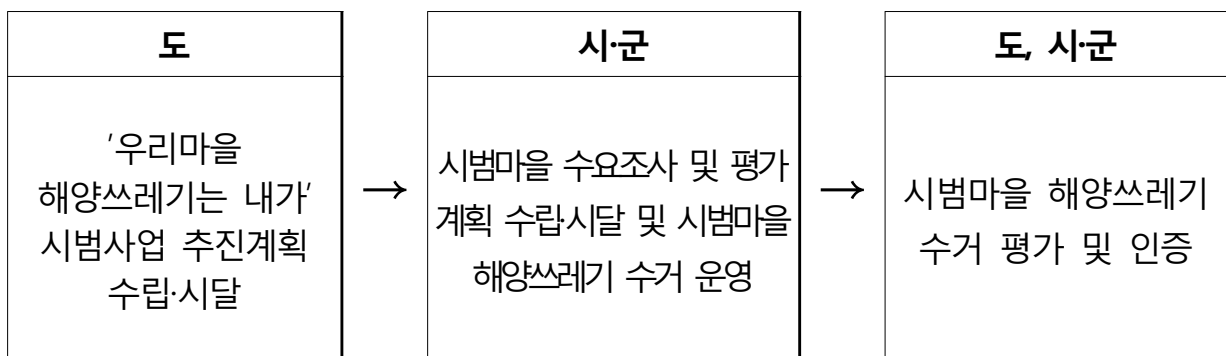 도
'우리마을
해양쓰레기는 내가'
시범사업 추진계획
수립·시달
→
시·군
시범마을 수요조사 및 평가
계획 수립·시달 및 시범마을
해양쓰레기 수거 운영
→
도, 시·군
시범마을 해양쓰레기
수거 평가 및 인증